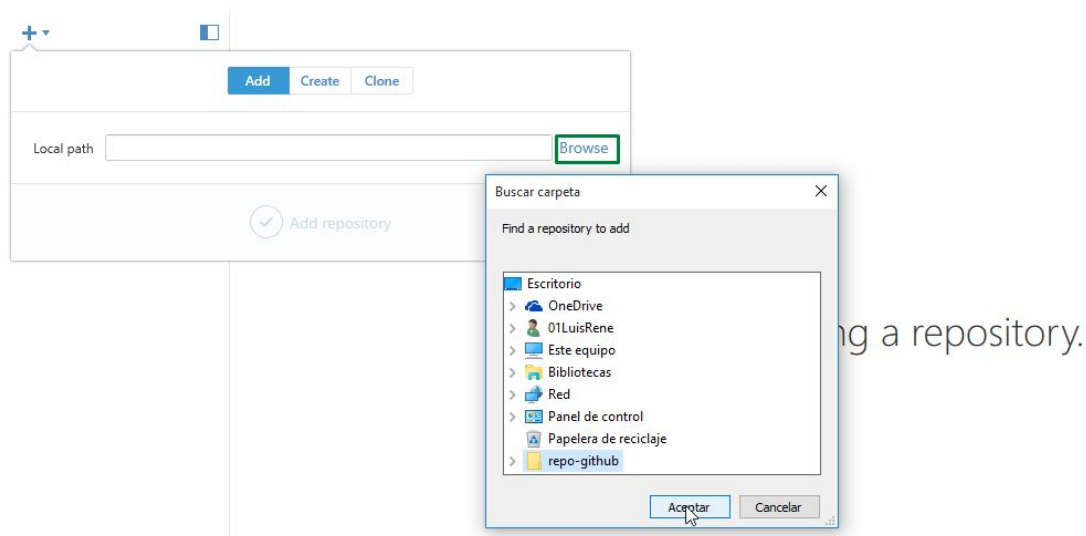 Add Create Clone
Local path Browse
Buscar carpeta
Find a repository to add
Add repository
Escritorio
OneDrive
01LuisRene
Este equipo
Bibliotecas
Red
Panel de control
Papelera de reciclaje
repo-github
a repository.
Aceptar Cancelar